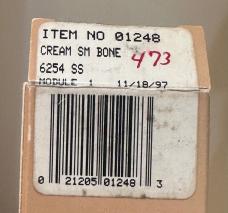 ITEM NO 01248
CREAM SM BONE
473
6254 SS
MODULE 1 11/18/97
0 21205 01248 3